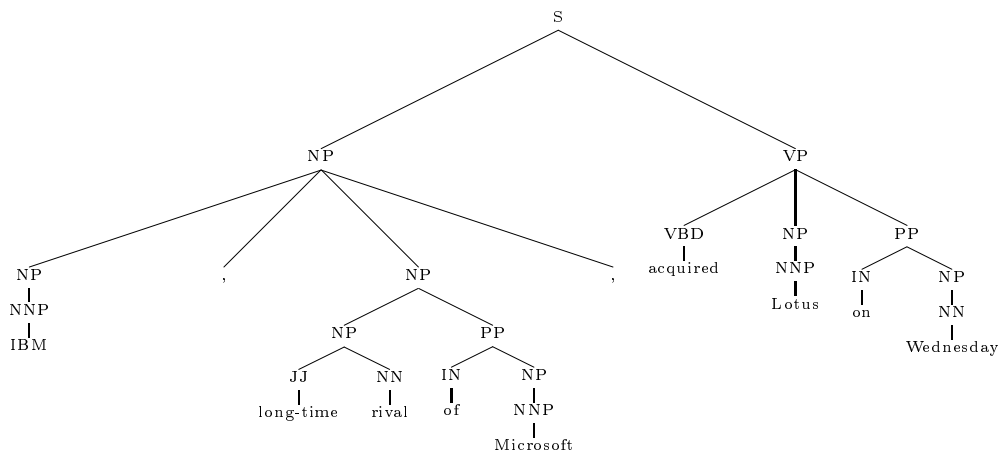 S
NP VP
VBD NP PP
acquired NNP IN NP
NP , NP ,
NNP Lotus on NN
IBM Wednesday
NP PP
JJ NN IN NP
long-time rival of NNP
Microsoft